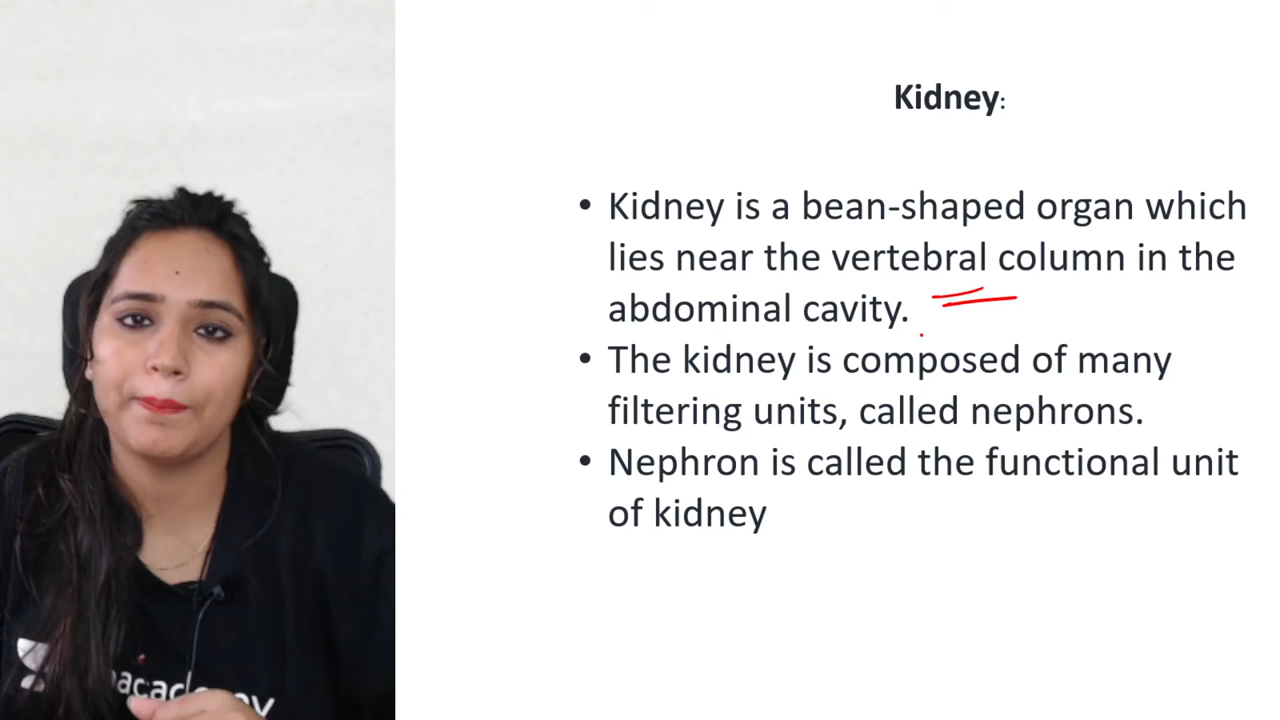 Kidney:
• Kidney is a bean-shaped organ which
lies near the vertebral column in the
abdominal cavity.
• The kidney is composed of many
filtering units, called nephrons.
• Nephron is called the functional unit
of kidney